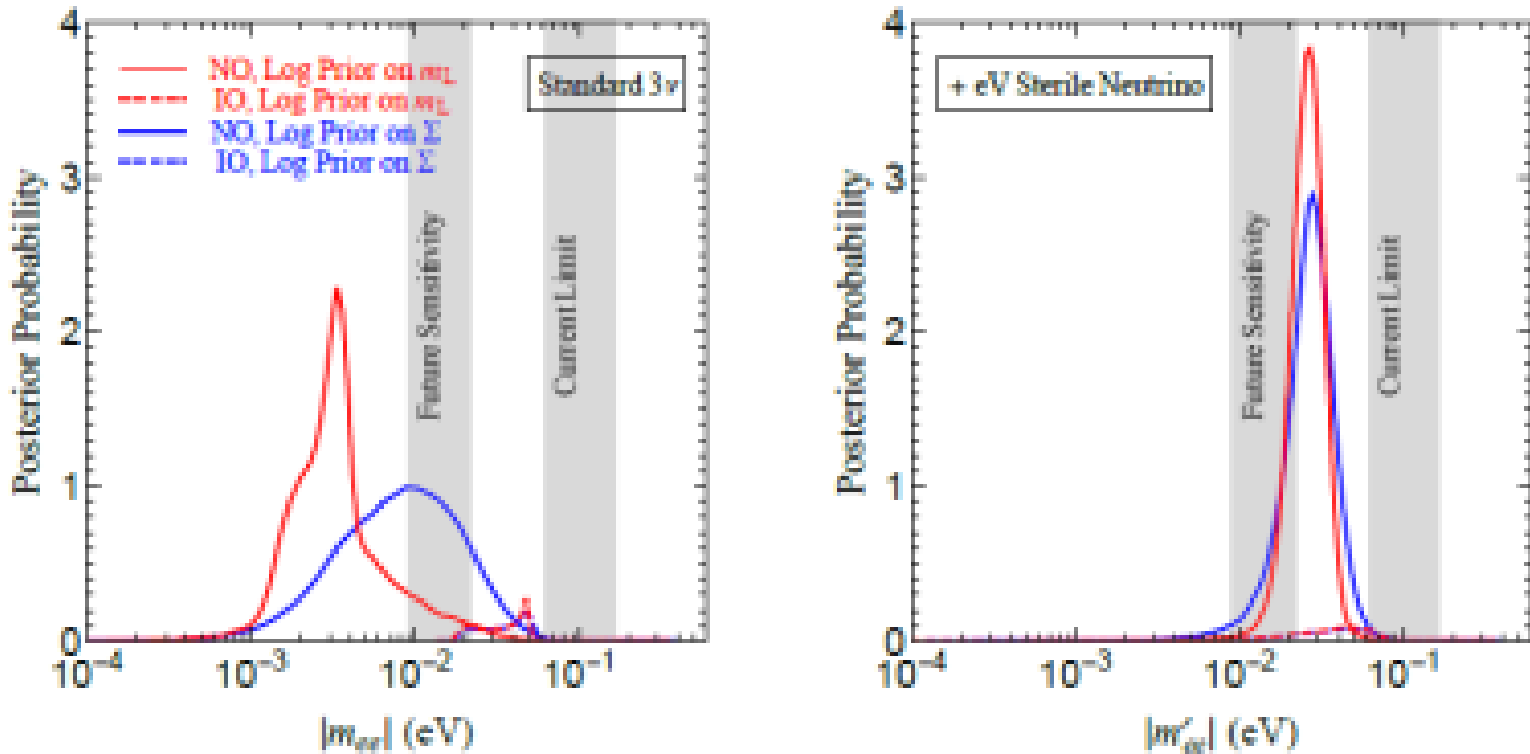 4
NO, Log Prior on m_L
IO, Log Prior on m_L
NO, Log Prior on Σ
IO, Log Prior on Σ
Standard 3ν
3
2
1
0
Posterior Probability
Future Sensitivity
Current Limit
10⁻⁴ 10⁻³ 10⁻² 10⁻¹
|m_ee| (eV)
4
+ eV Sterile Neutrino
3
2
1
0
Posterior Probability
Future Sensitivity
Current Limit
10⁻⁴ 10⁻³ 10⁻² 10⁻¹
|m′_ee| (eV)